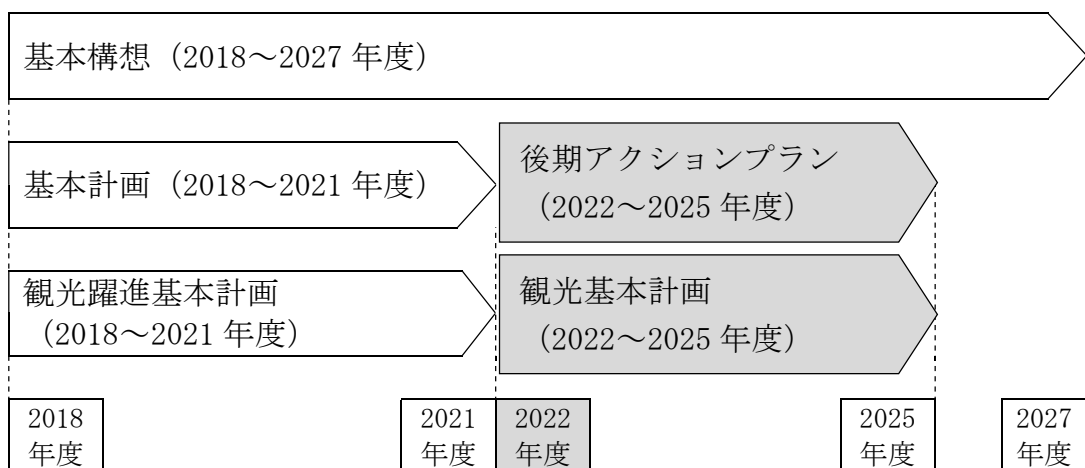 基本構想（2018～2027 年度）
基本計画（2018～2021 年度）
後期アクションプラン
（2022～2025 年度）
観光躍進基本計画
（2018～2021 年度）
観光基本計画
（2022～2025 年度）
2018
年度
2021
年度
2022
年度
2025
年度
2027
年度